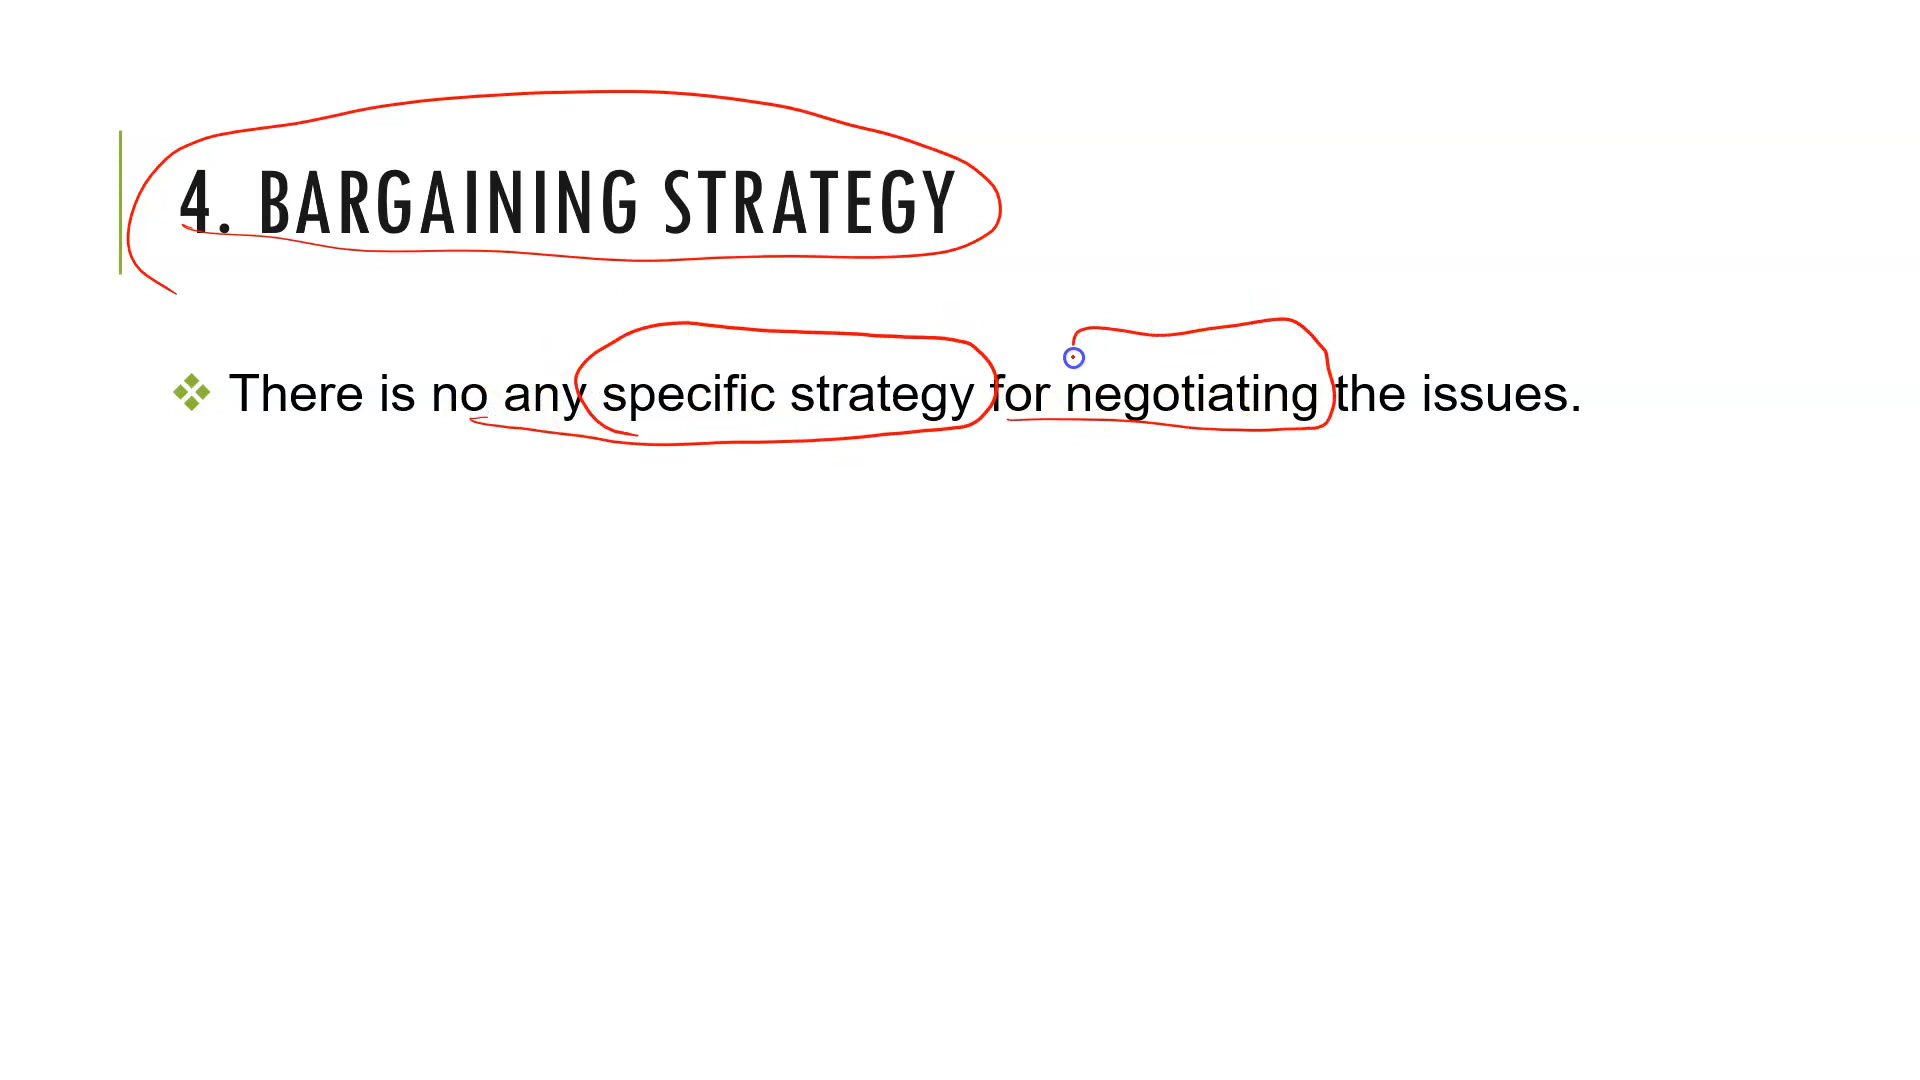 4. BARGAINING STRATEGY
There is no any specific strategy for negotiating the issues.